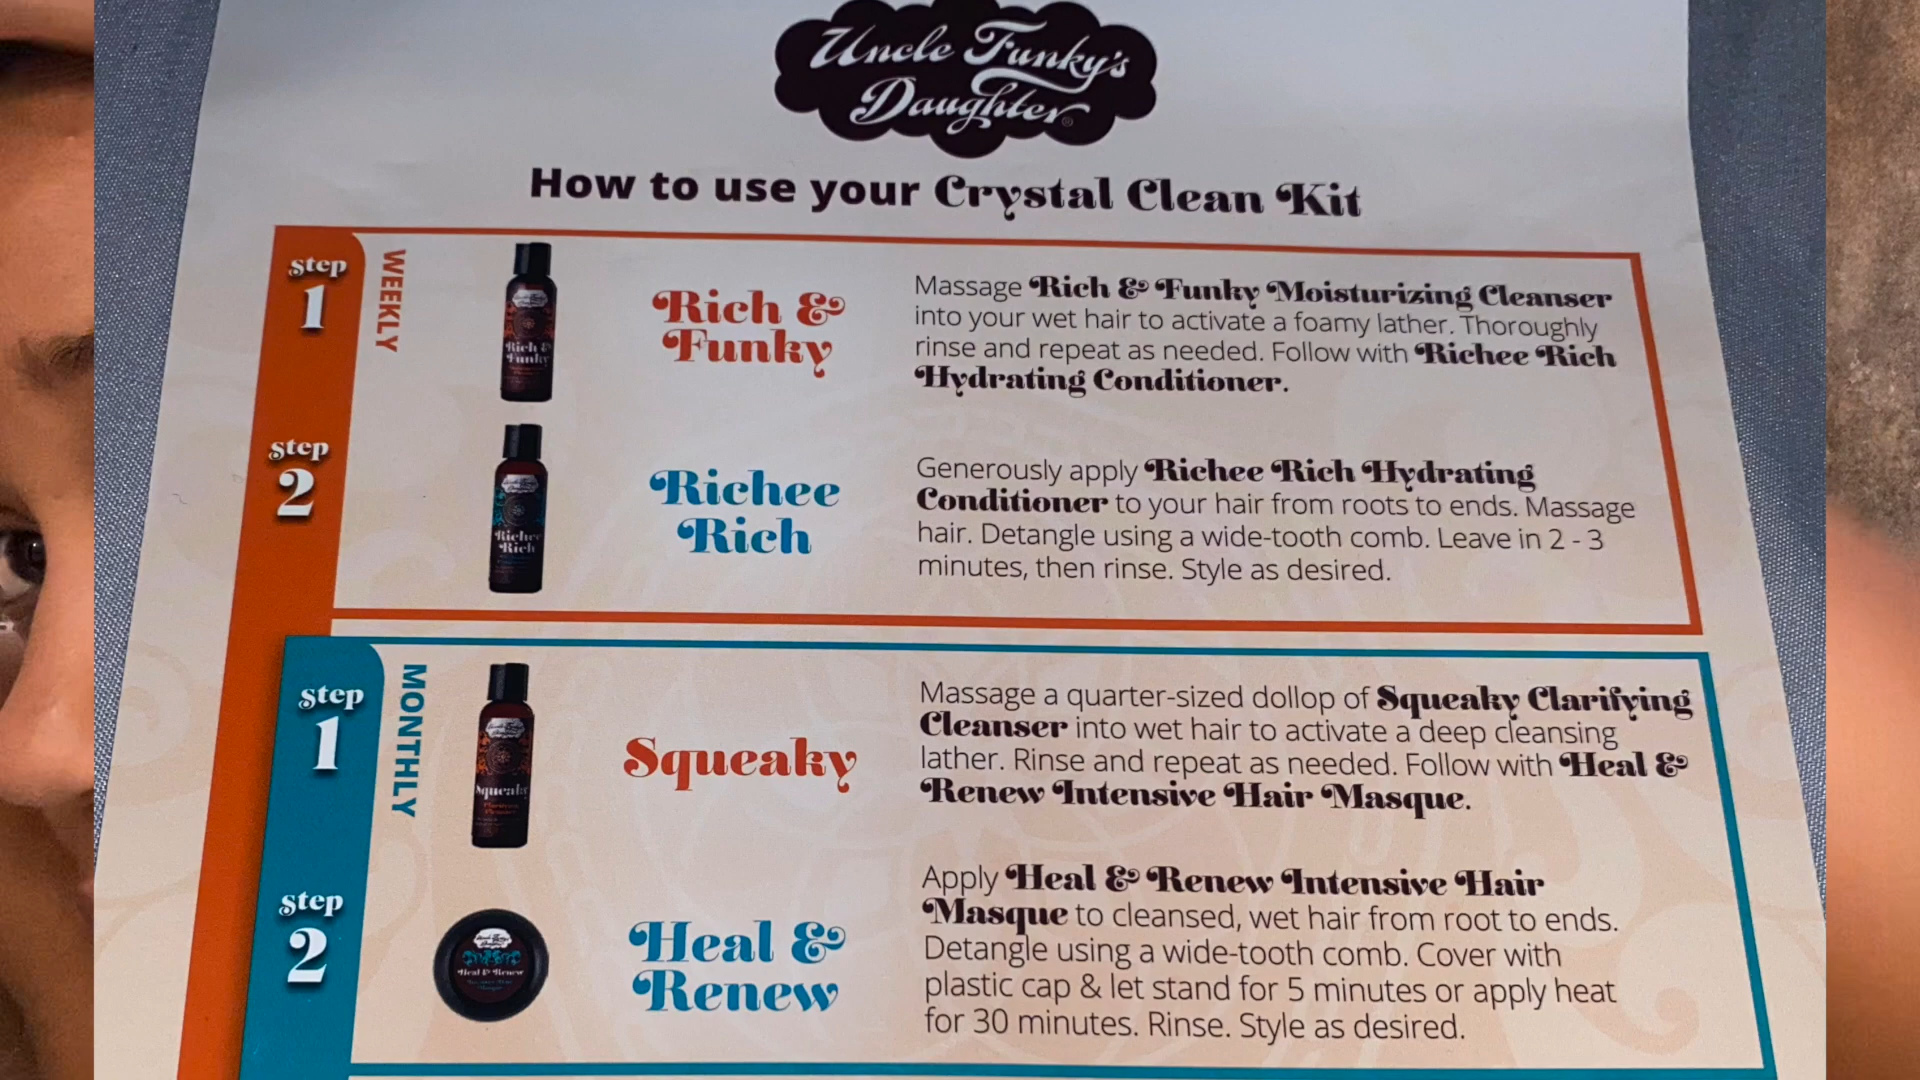 Uncle Funky's
Daughter®
How to use your Crystal Clean Kit
step
1
WEEKLY
Rich &
Funky
Rich &
Funky
Massage Rich & Funky Moisturizing Cleanser
into your wet hair to activate a foamy lather. Thoroughly
rinse and repeat as needed. Follow with Richee Rich
Hydrating Conditioner.
step
2
Richee
Rich
Richee
Rich
Generously apply Richee Rich Hydrating
Conditioner to your hair from roots to ends. Massage
hair. Detangle using a wide-tooth comb. Leave in 2 - 3
minutes, then rinse. Style as desired.
step
1
MONTHLY
Squeaky
Squeaky
Massage a quarter-sized dollop of Squeaky Clarifying
Cleanser into wet hair to activate a deep cleansing
lather. Rinse and repeat as needed. Follow with Heal &
Renew Intensive Hair Masque.
step
2
Heal & Renew
Heal &
Renew
Apply Heal & Renew Intensive Hair
Masque to cleansed, wet hair from root to ends.
Detangle using a wide-tooth comb. Cover with
plastic cap & let stand for 5 minutes or apply heat
for 30 minutes. Rinse. Style as desired.